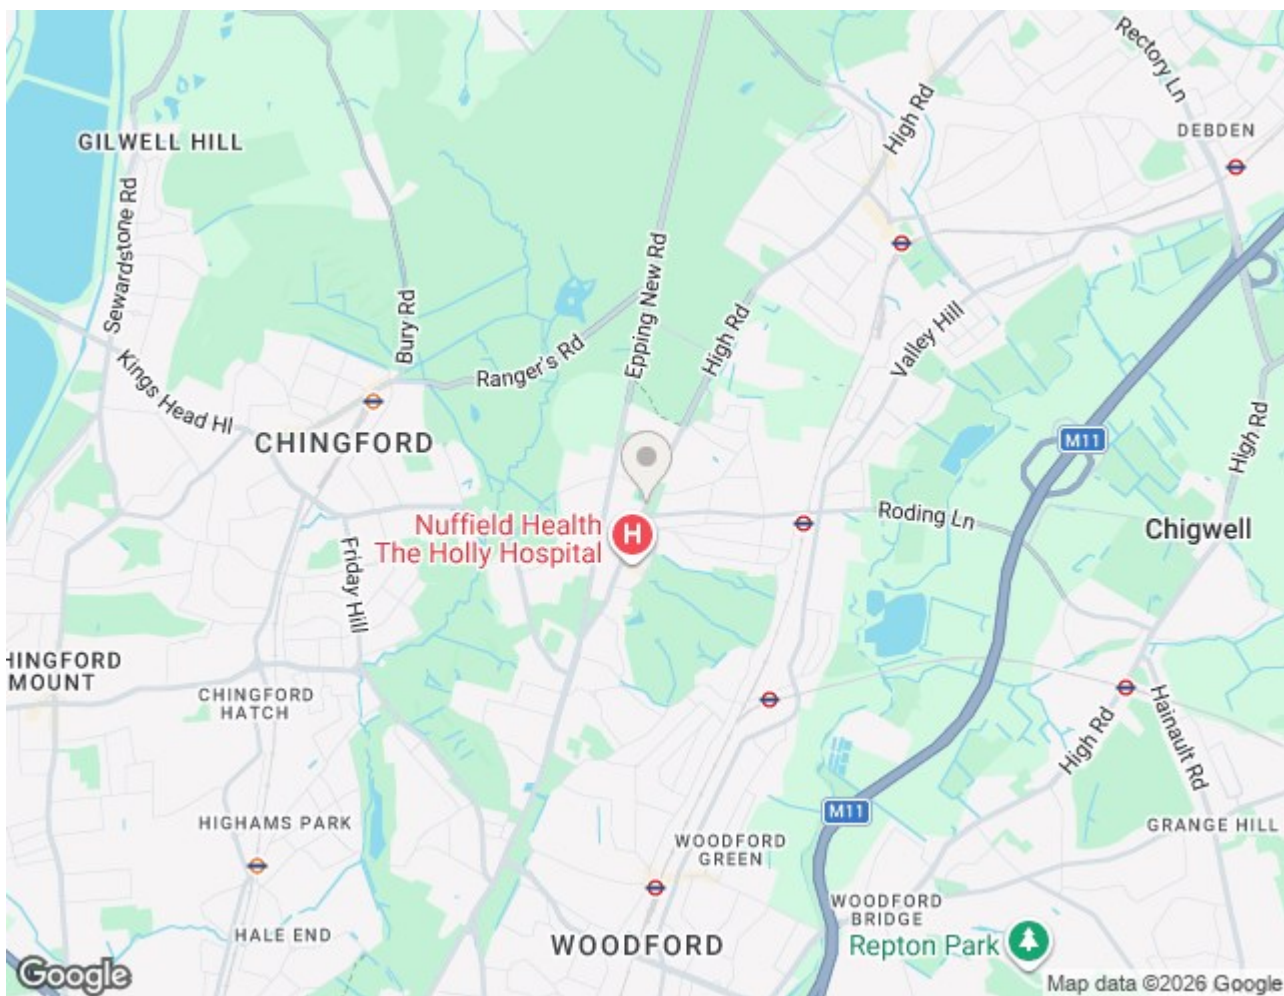 Rectory Ln
High Rd
DEBDEN
GILWELL HILL
Sewardstone Rd
Epping New Rd
Bury Rd
High Rd
Valley Hill
Ranger's Rd
Kings Head Hl
CHINGFORD
M11
High Rd
Nuffield Health
The Holly Hospital
H
Roding Ln
Chigwell
Friday Hill
HINGFORD
MOUNT
CHINGFORD
HATCH
High Rd
Hainault Rd
M11
HIGHAMS PARK
GRANGE HILL
WOODFORD
GREEN
WOODFORD
BRIDGE
HALE END
WOODFORD
Repton Park
Google
Map data ©2026 Google